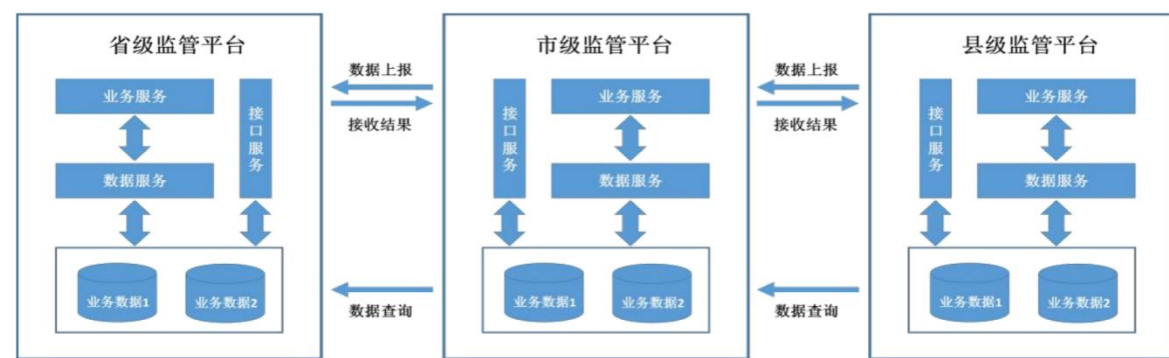 省级监管平台
业务服务
接口服务
数据服务
业务数据1
业务数据2
数据上报
接收结果
数据查询
市级监管平台
接口服务
业务服务
数据服务
业务数据1
业务数据2
数据上报
接收结果
数据查询
县级监管平台
接口服务
业务服务
数据服务
业务数据1
业务数据2